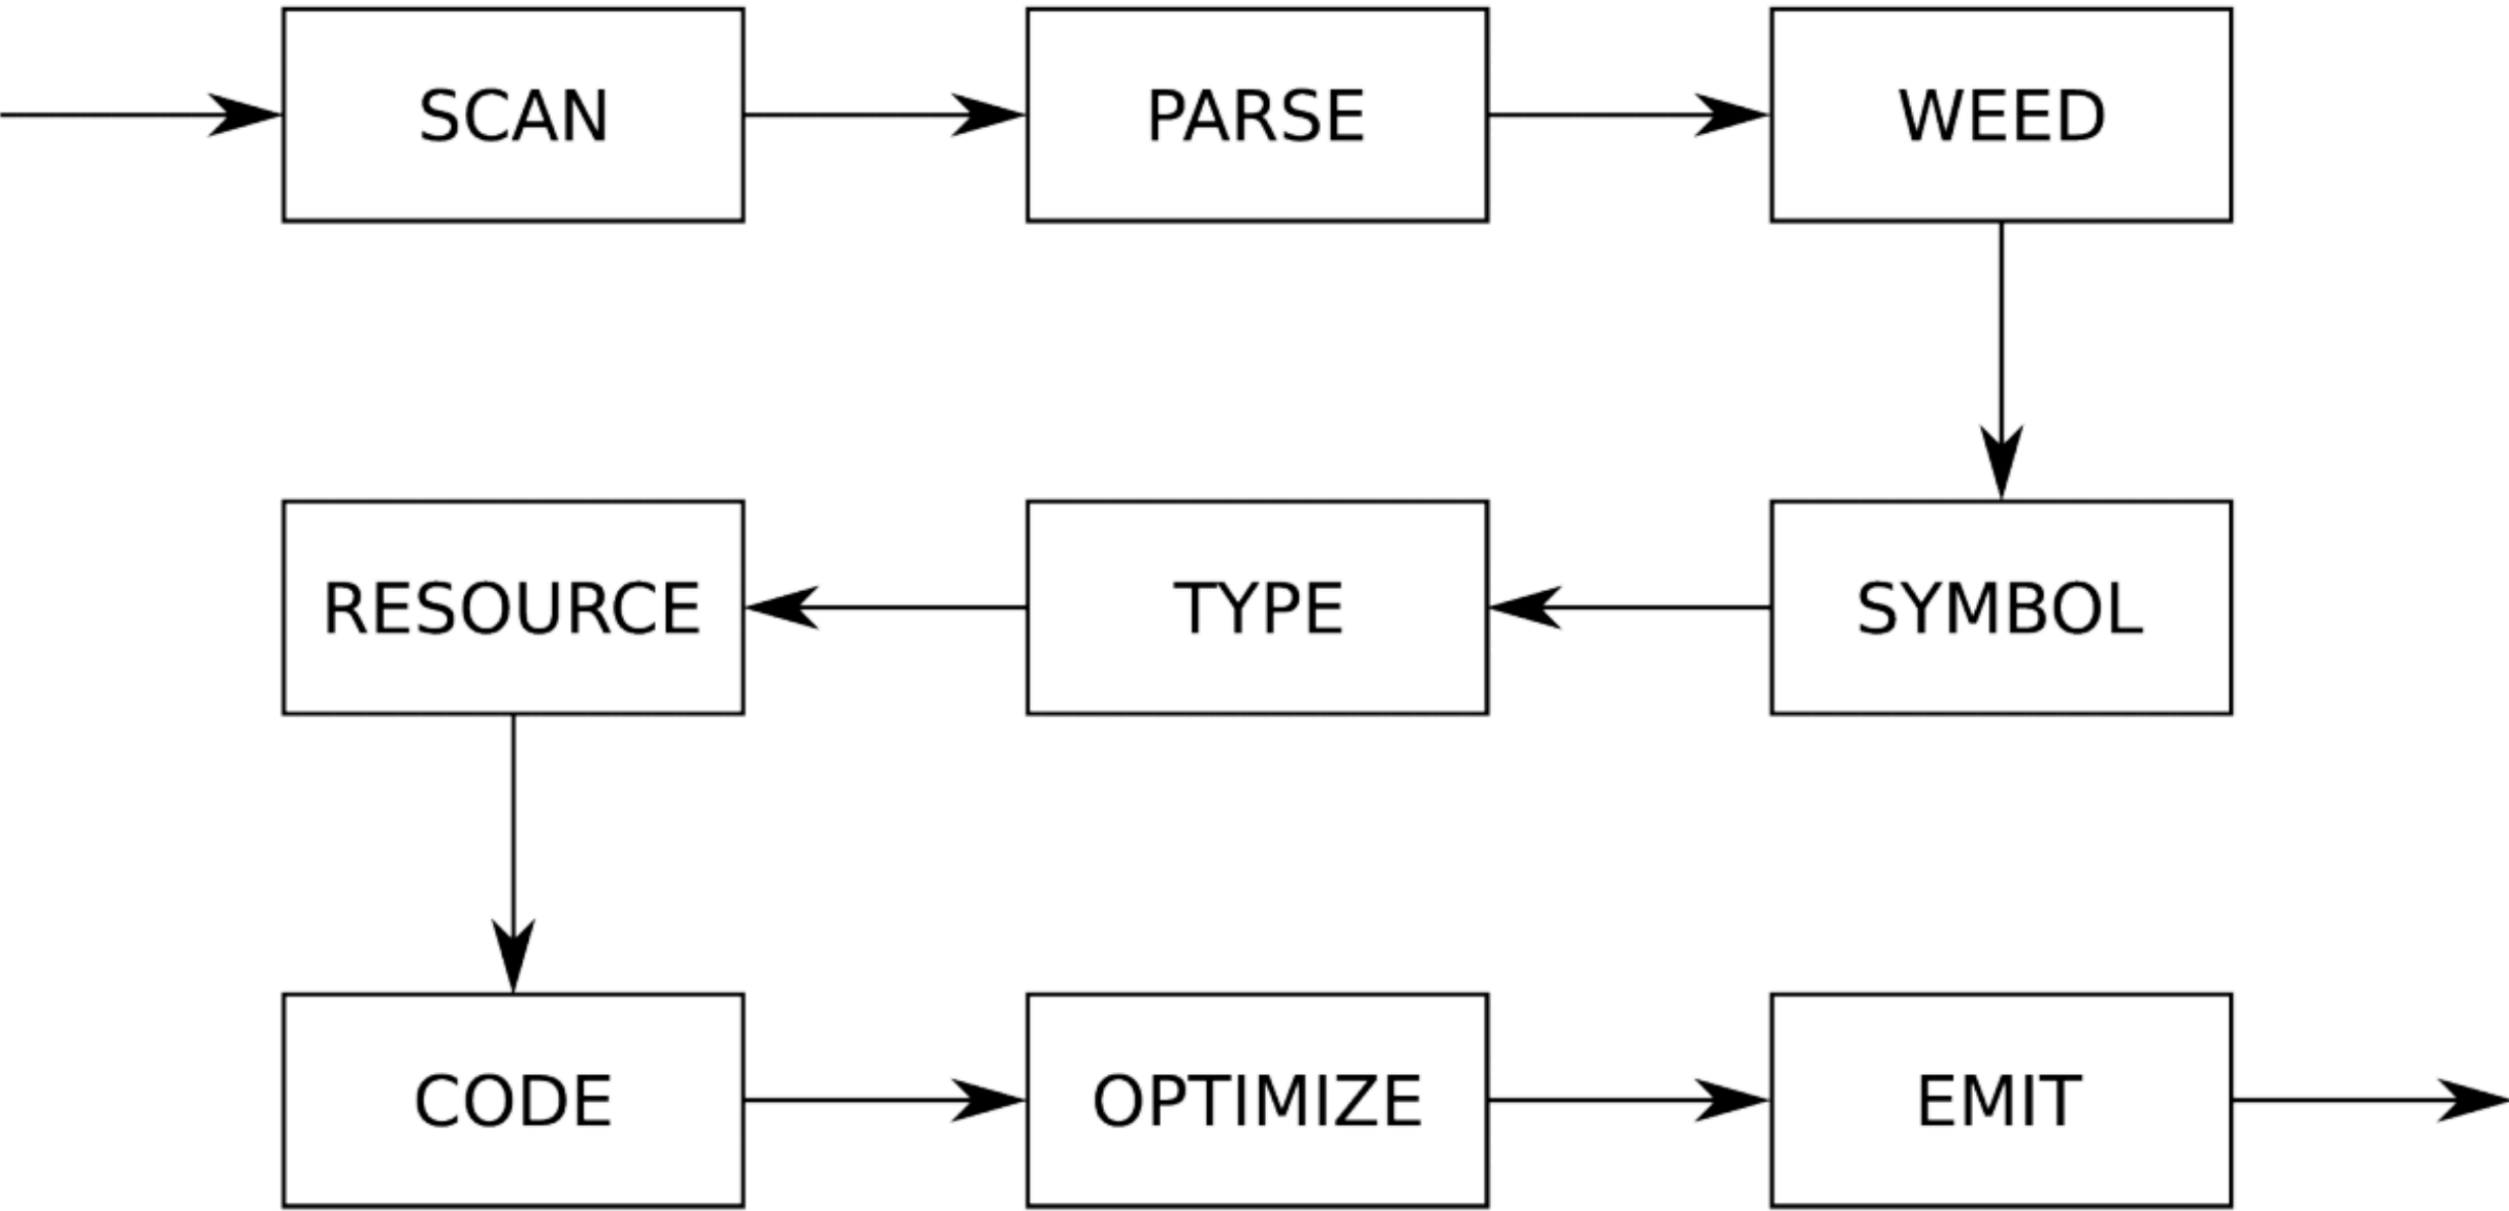 SCAN
PARSE
WEED
RESOURCE
TYPE
SYMBOL
CODE
OPTIMIZE
EMIT